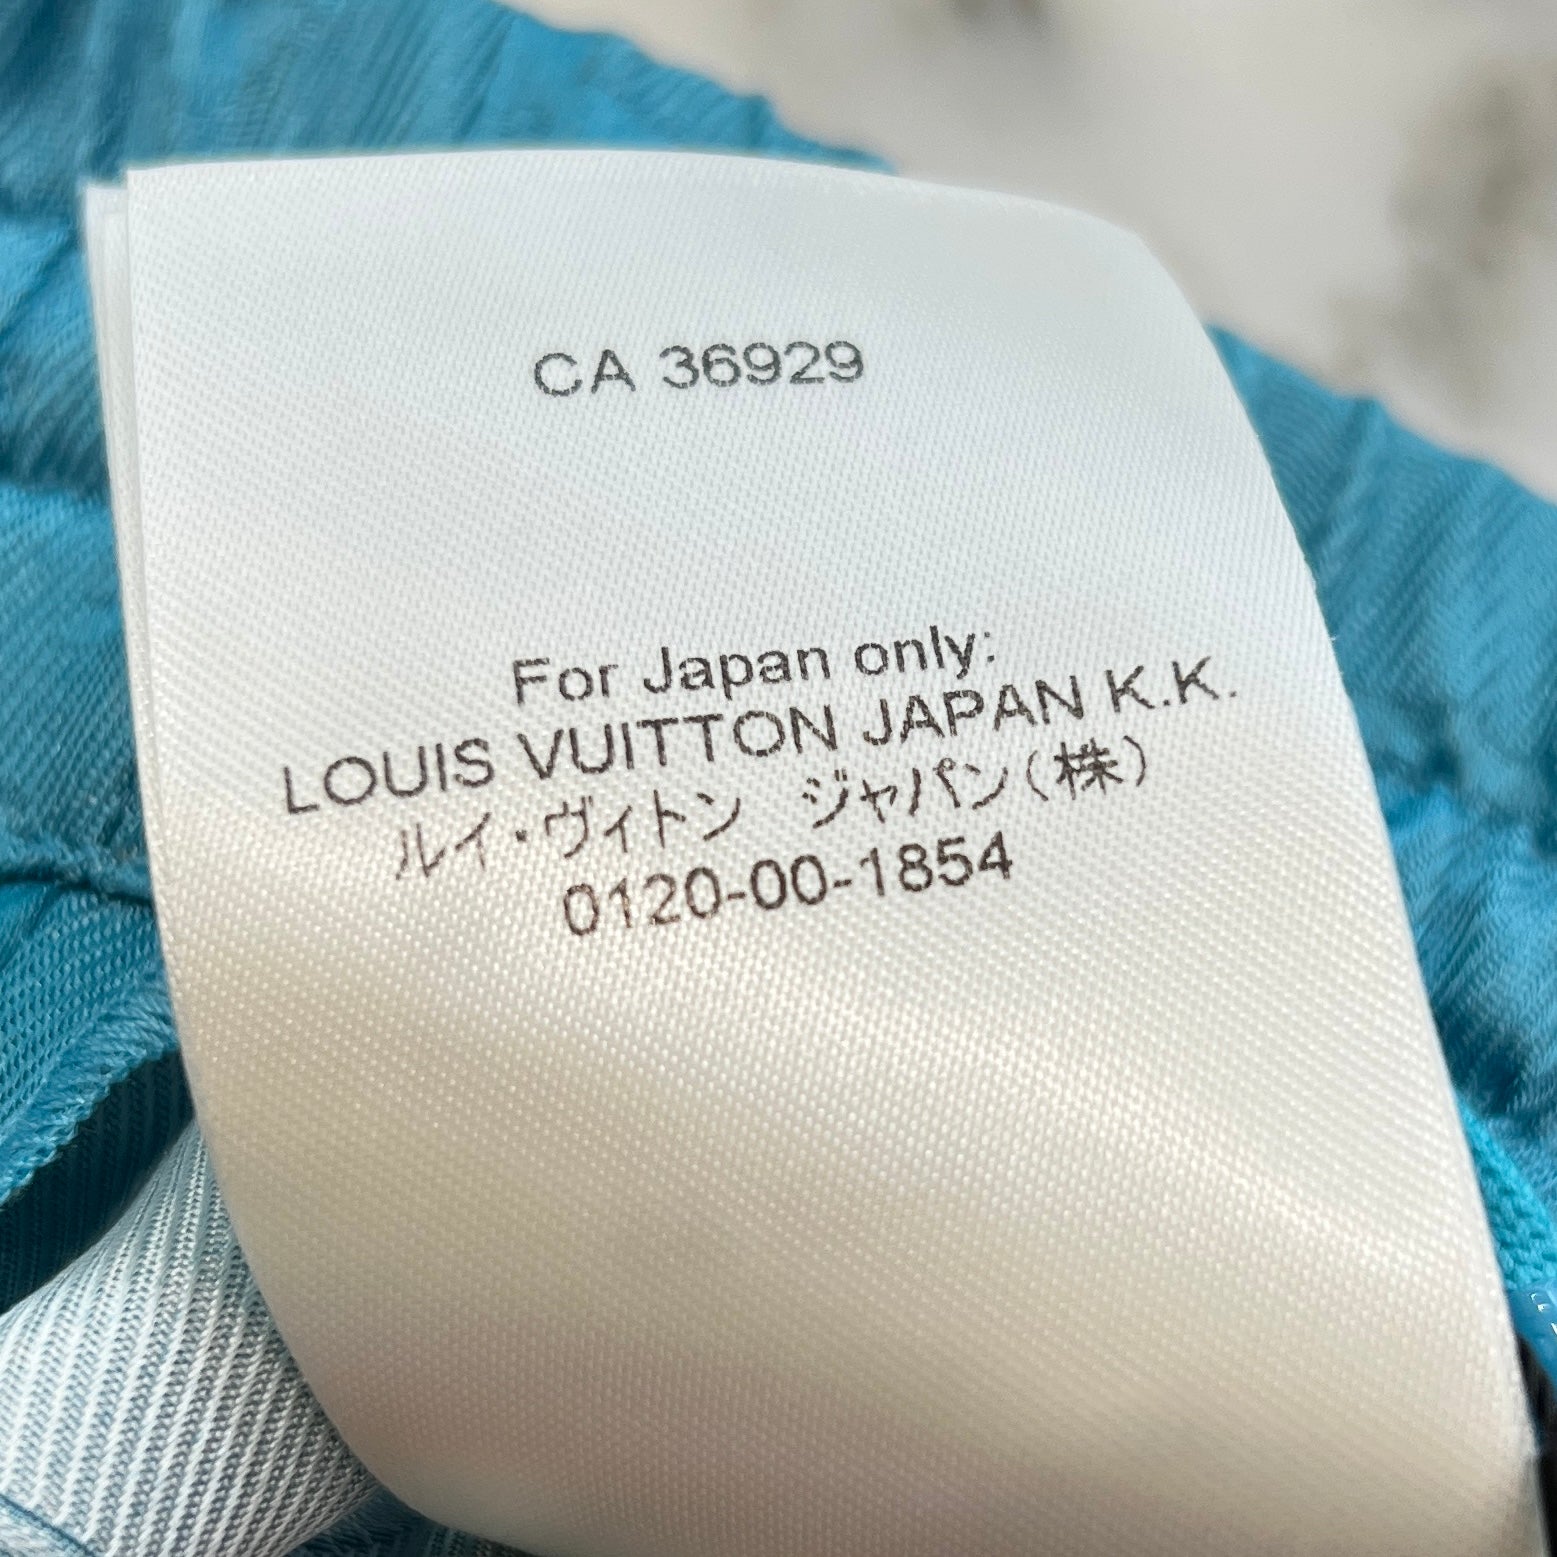 CA 36929
For Japan only:
LOUIS VUITTON JAPAN K.K.
ルイ・ヴィトン　ジャパン(株)
0120-00-1854